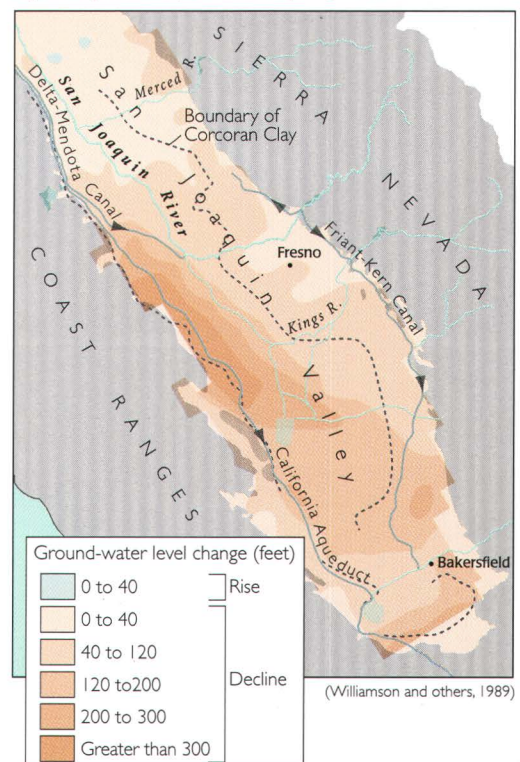 SIERRA
NEVADA
San Joaquin Valley
Merced R.
San
Joaquin
River
Delta-Mendota
Canal
Boundary of
Corcoran Clay
Fresno
Friant-Kern Canal
Kings R.
COAST RANGES
California Aqueduct
Bakersfield
Ground-water level change (feet)
0 to 40
Rise
0 to 40
40 to 120
120 to200
200 to 300
Greater than 300
Decline
(Williamson and others, 1989)